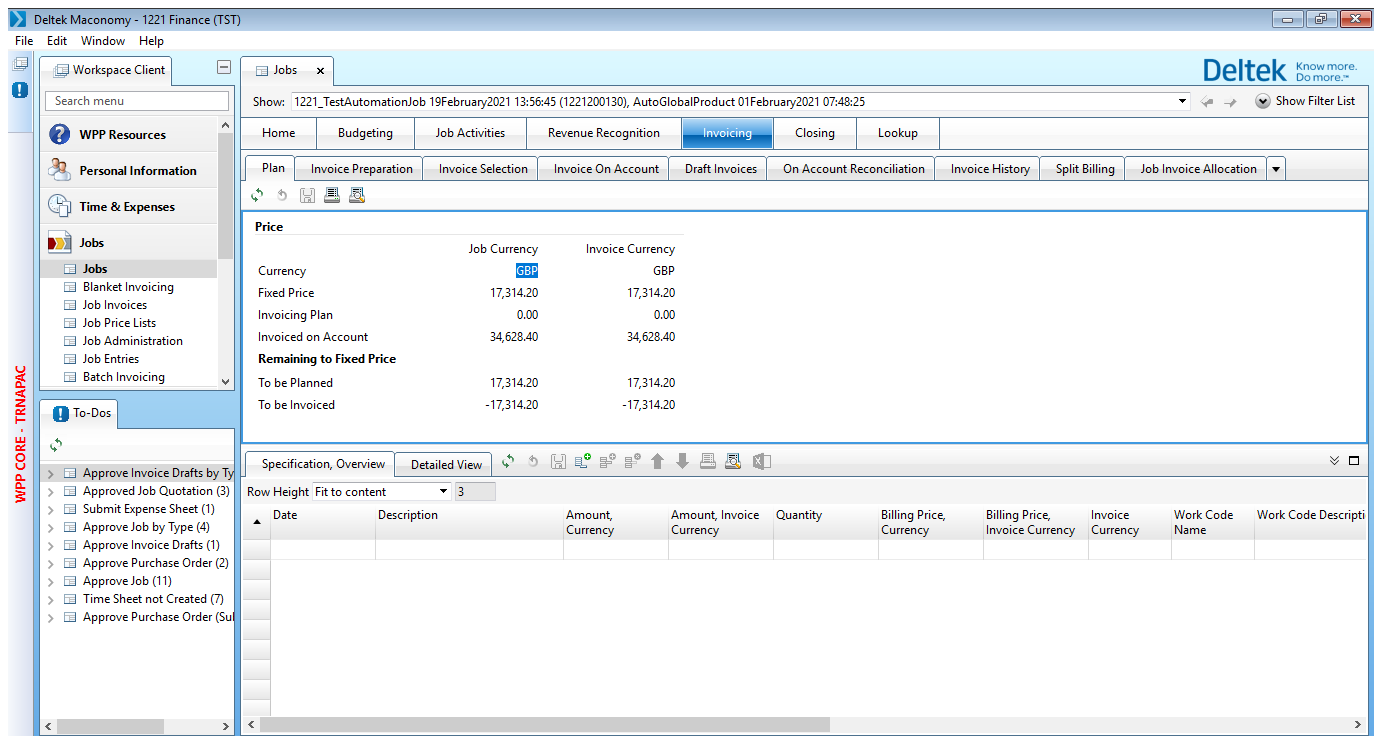 Deltek Maconomy - 1221 Finance (TST)
File Edit Window Help
Workspace Client
Search menu
WPP Resources
Personal Information
Time & Expenses
Jobs
Jobs
Blanket Invoicing
Job Invoices
Job Price Lists
Job Administration
Job Entries
Batch Invoicing
WPP CORE - TRNAPAC
To-Dos
Approve Invoice Drafts by Ty
Approved Job Quotation (3)
Submit Expense Sheet (1)
Approve Job by Type (4)
Approve Invoice Drafts (1)
Approve Purchase Order (2)
Approve Job (11)
Time Sheet not Created (7)
Approve Purchase Order (Sul
Jobs x
Deltek Know more. Do more.™
Show: 1221_TestAutomationJob 19February2021 13:56:45 (1221200130), AutoGlobalProduct 01February2021 07:48:25
Show Filter List
Home Budgeting Job Activities Revenue Recognition Invoicing Closing Lookup
Plan Invoice Preparation Invoice Selection Invoice On Account Draft Invoices On Account Reconciliation Invoice History Split Billing Job Invoice Allocation
Price
Job Currency Invoice Currency
Currency GBP GBP
Fixed Price 17,314.20 17,314.20
Invoicing Plan 0.00 0.00
Invoiced on Account 34,628.40 34,628.40
Remaining to Fixed Price
To be Planned 17,314.20 17,314.20
To be Invoiced -17,314.20 -17,314.20
Specification, Overview Detailed View
Row Height Fit to content 3
Date Description Amount, Currency Amount, Invoice Currency Quantity Billing Price, Currency Billing Price, Invoice Currency Invoice Currency Work Code Name Work Code Descripti